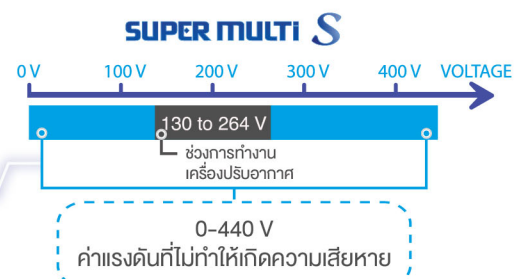 SUPER MULTi S
0 V 100 V 200 V 300 V 400 V VOLTAGE
130 to 264 V
ช่วงการทำงาน
เครื่องปรับอากาศ
0-440 V
ค่าแรงดันที่ไม่ทำให้เกิดความเสียหาย